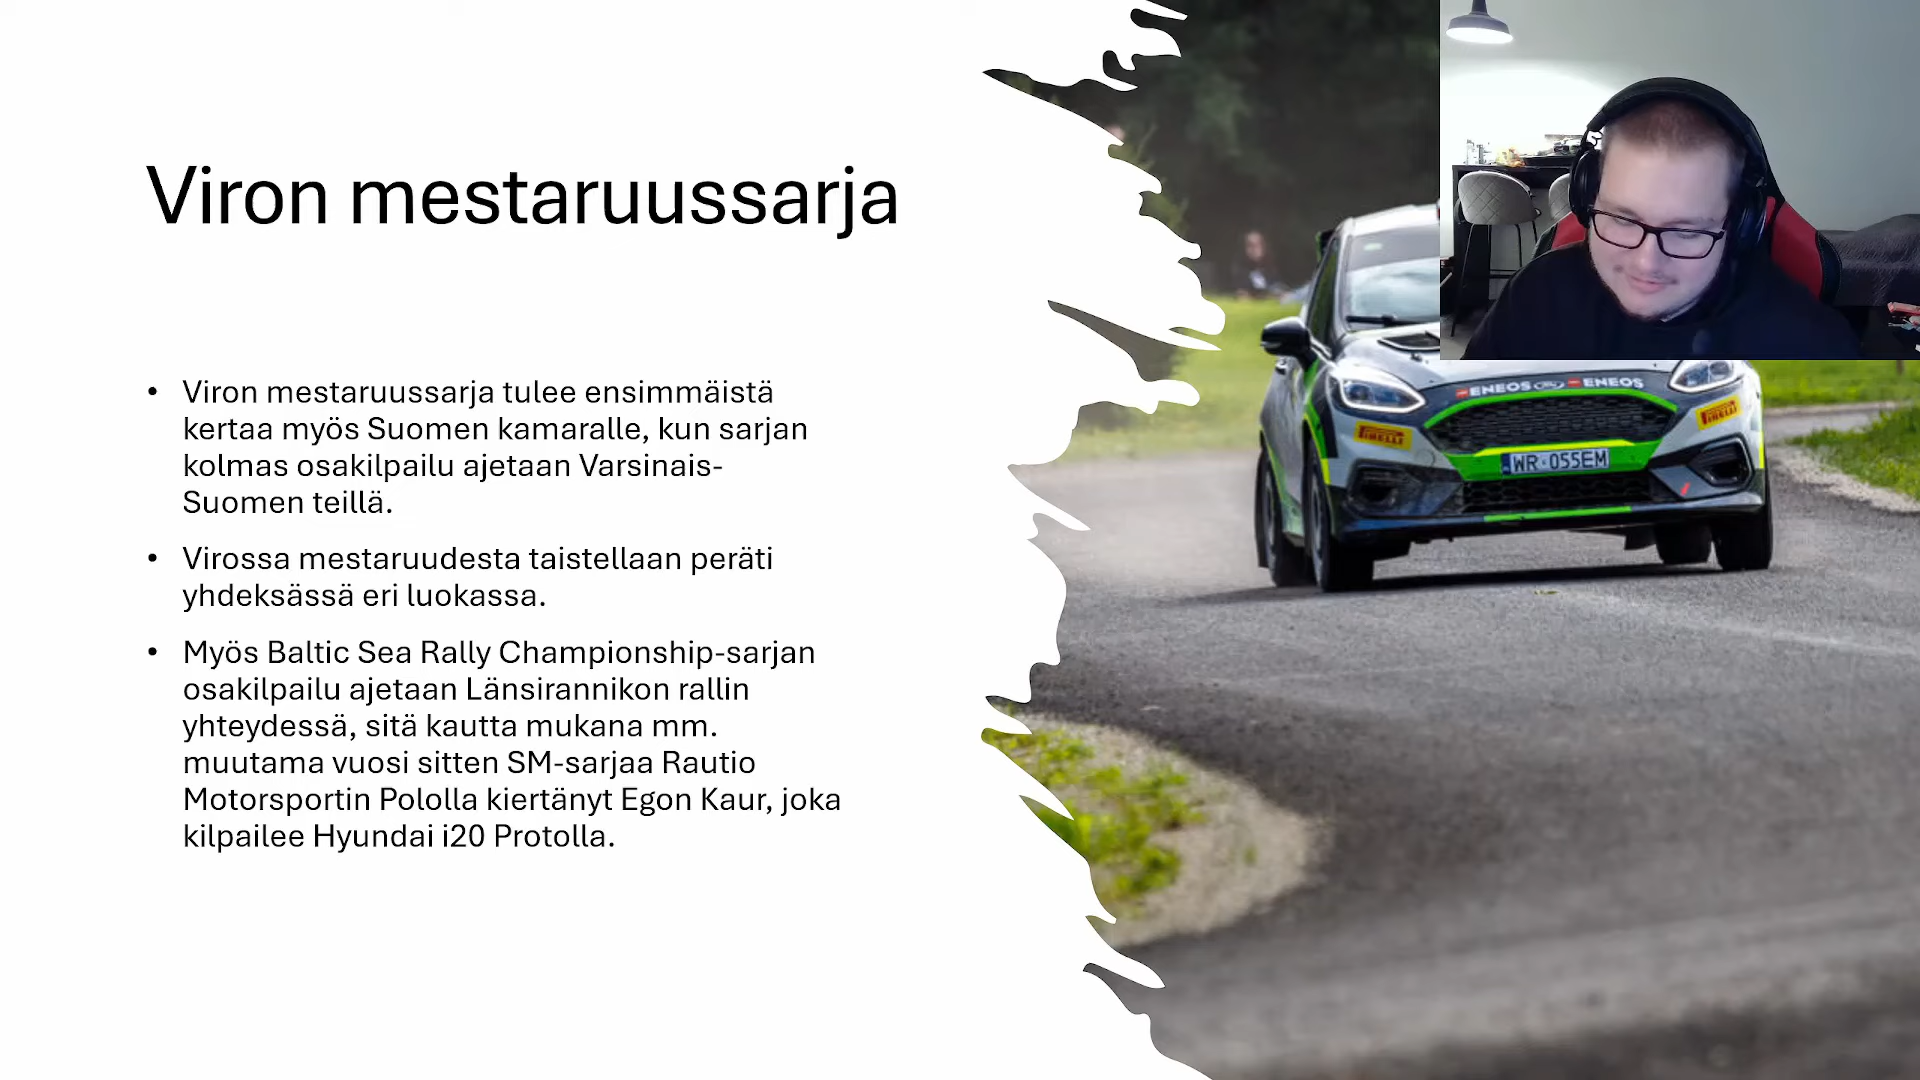 Viron mestaruussarja
• Viron mestaruussarja tulee ensimmäistä
kertaa myös Suomen kamaralle, kun sarjan
kolmas osakilpailu ajetaan Varsinais-
Suomen teillä.
• Virossa mestaruudesta taistellaan peräti
yhdeksässä eri luokassa.
• Myös Baltic Sea Rally Championship-sarjan
osakilpailu ajetaan Länsirannikon rallin
yhteydessä, sitä kautta mukana mm.
muutama vuosi sitten SM-sarjaa Rautio
Motorsportin Pololla kiertänyt Egon Kaur, joka
kilpailee Hyundai i20 Protolla.
ENEOS Ford ENEOS
PIRELLI
PIRELLI
WR 055EM